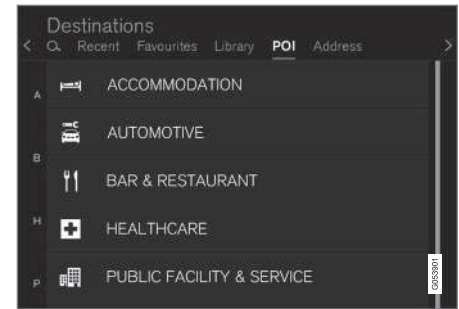 Destinations
Recent Favourites Library POI Address
A
ACCOMMODATION
AUTOMOTIVE
B
BAR & RESTAURANT
H
HEALTHCARE
P
PUBLIC FACILITY & SERVICE
G053901